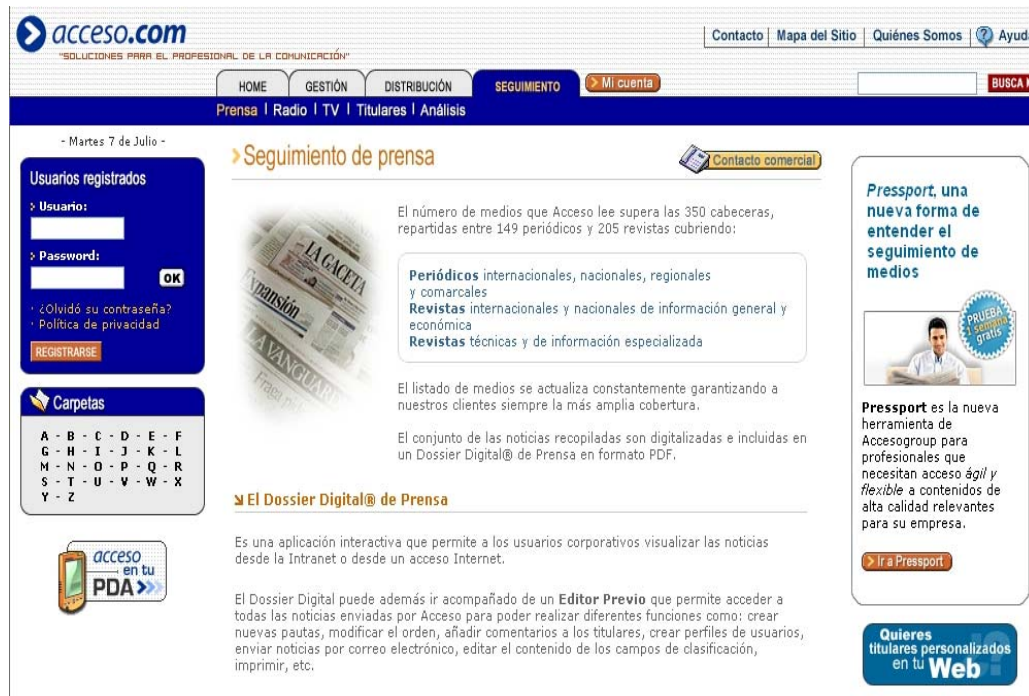 acceso.com
"SOLUCIONES PARA EL PROFESIONAL DE LA COMUNICACIÓN"
Contacto | Mapa del Sitio | Quiénes Somos | Ayuda
HOME GESTIÓN DISTRIBUCIÓN SEGUIMIENTO Mi cuenta
BUSCA
Prensa | Radio | TV | Titulares | Análisis
- Martes 7 de Julio -
Usuarios registrados
Usuario:
Password:
OK
¿Olvidó su contraseña?
Política de privacidad
REGISTRARSE
Carpetas
A - B - C - D - E - F
G - H - I - J - K - L
M - N - O - P - Q - R
S - T - U - V - W - X
Y - Z
acceso
en tu
PDA
Seguimiento de prensa
Contacto comercial
LA GACETA
Expansión
LA VANGUAR
El número de medios que Acceso lee supera las 350 cabeceras,
repartidas entre 149 periódicos y 205 revistas cubriendo:
Periódicos internacionales, nacionales, regionales
y comarcales
Revistas internacionales y nacionales de información general y
económica
Revistas técnicas y de información especializada
El listado de medios se actualiza constantemente garantizando a
nuestros clientes siempre la más amplia cobertura.
El conjunto de las noticias recopiladas son digitalizadas e incluidas en
un Dossier Digital® de Prensa en formato PDF.
El Dossier Digital® de Prensa
Es una aplicación interactiva que permite a los usuarios corporativos visualizar las noticias
desde la Intranet o desde un acceso Internet.
El Dossier Digital puede además ir acompañado de un Editor Previo que permite acceder a
todas las noticias enviadas por Acceso para poder realizar diferentes funciones como: crear
nuevas pautas, modificar el orden, añadir comentarios a los titulares, crear perfiles de usuarios,
enviar noticias por correo electrónico, editar el contenido de los campos de clasificación,
imprimir, etc.
Pressport, una
nueva forma de
entender el
seguimiento de
medios
PRUEBA
1 semana
gratis
Pressport es la nueva
herramienta de
Accesogroup para
profesionales que
necesitan acceso ágil y
flexible a contenidos de
alta calidad relevantes
para su empresa.
Ir a Pressport
Quieres
titulares personalizados
en tu Web